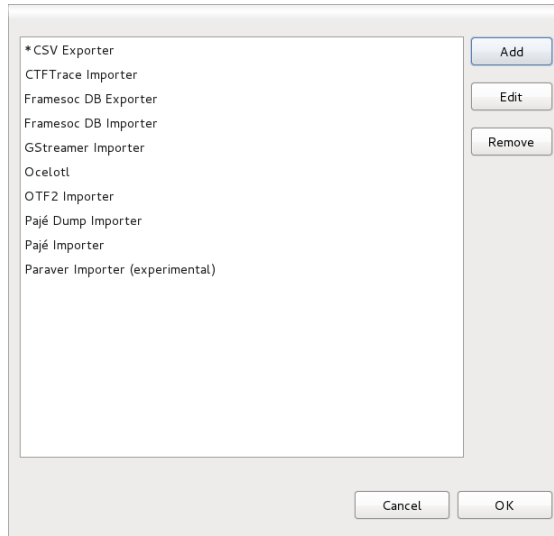 *CSV Exporter
CTFTrace Importer
Framesoc DB Exporter
Framesoc DB Importer
GStreamer Importer
Ocelotl
OTF2 Importer
Pajé Dump Importer
Pajé Importer
Paraver Importer (experimental)
Add
Edit
Remove
Cancel
OK